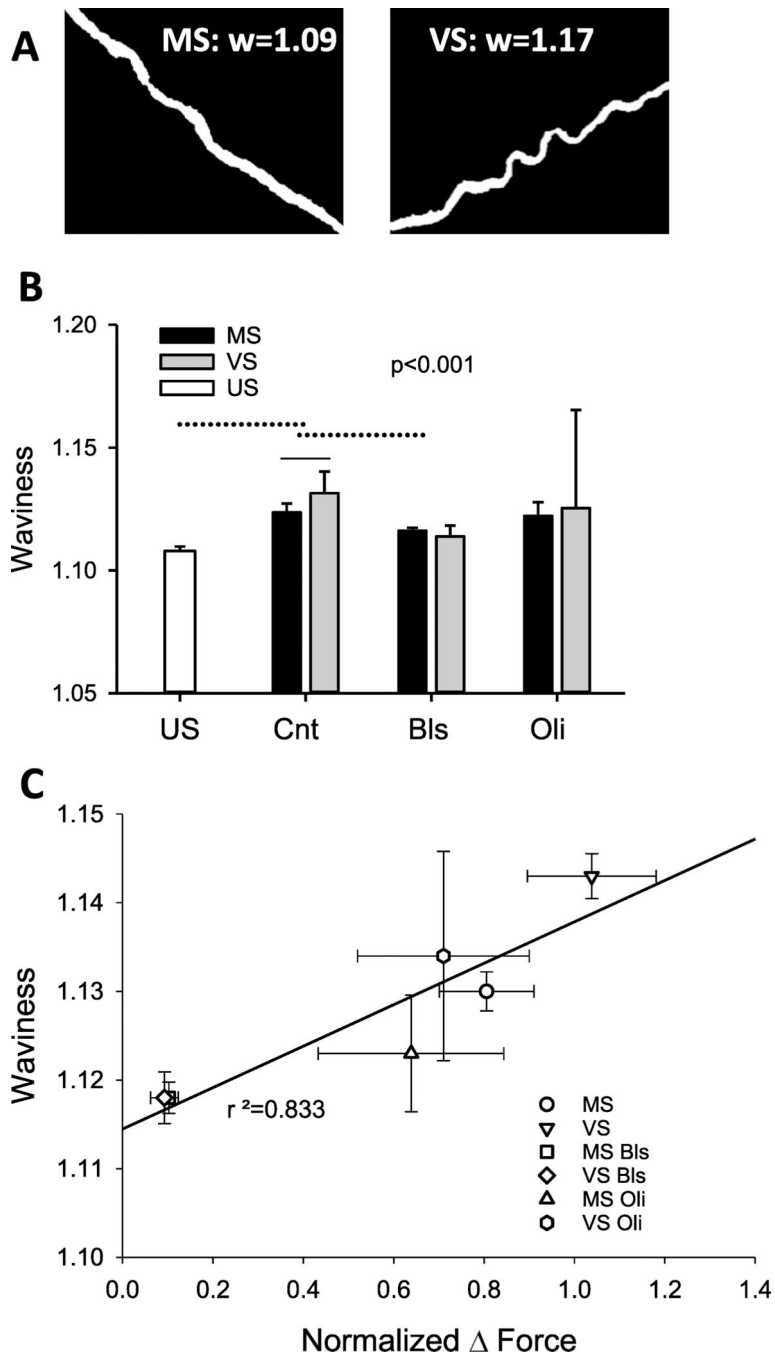 A
MS: w=1.09
VS: w=1.17
B
1.20
1.15
1.10
1.05
Waviness
MS
VS
US
p<0.001
US Cnt Bls Oli
C
1.15
1.14
1.13
1.12
1.11
1.10
Waviness
r ²=0.833
MS
VS
MS Bls
VS Bls
MS Oli
VS Oli
0.0 0.2 0.4 0.6 0.8 1.0 1.2 1.4
Normalized Δ Force